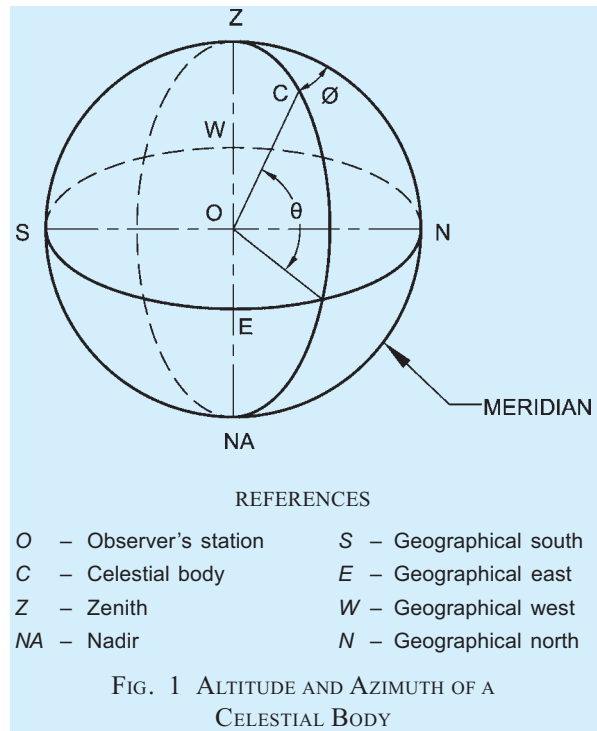 Z
C
Ø
W
O
θ
S
N
E
MERIDIAN
NA
REFERENCES
O – Observer's station
S – Geographical south
C – Celestial body
E – Geographical east
Z – Zenith
W – Geographical west
NA – Nadir
N – Geographical north
FIG. 1 ALTITUDE AND AZIMUTH OF A
CELESTIAL BODY